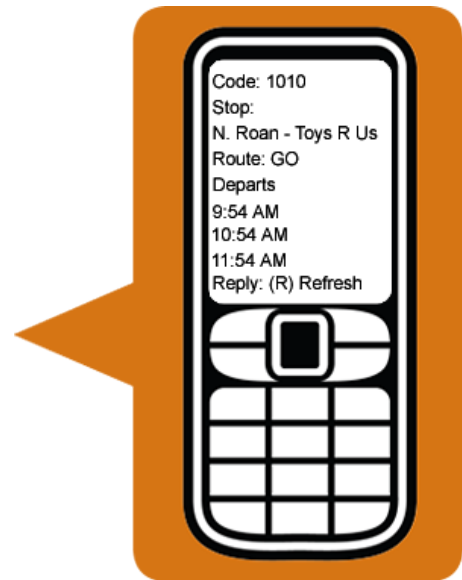 Code: 1010
Stop:
N. Roan - Toys R Us
Route: GO
Departs
9:54 AM
10:54 AM
11:54 AM
Reply: (R) Refresh